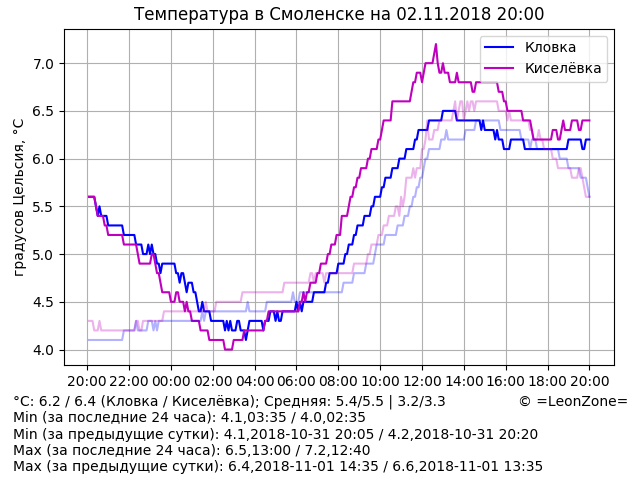 Температура в Смоленске на 02.11.2018 20:00
Кловка
Киселёвка
градусов Цельсия, °C
7.0
6.5
6.0
5.5
5.0
4.5
4.0
20:00 22:00 00:00 02:00 04:00 06:00 08:00 10:00 12:00 14:00 16:00 18:00 20:00
°C: 6.2 / 6.4 (Кловка / Киселёвка); Средняя: 5.4/5.5 | 3.2/3.3 © =LeonZone=
Min (за последние 24 часа): 4.1,03:35 / 4.0,02:35
Min (за предыдущие сутки): 4.1,2018-10-31 20:05 / 4.2,2018-10-31 20:20
Max (за последние 24 часа): 6.5,13:00 / 7.2,12:40
Max (за предыдущие сутки): 6.4,2018-11-01 14:35 / 6.6,2018-11-01 13:35